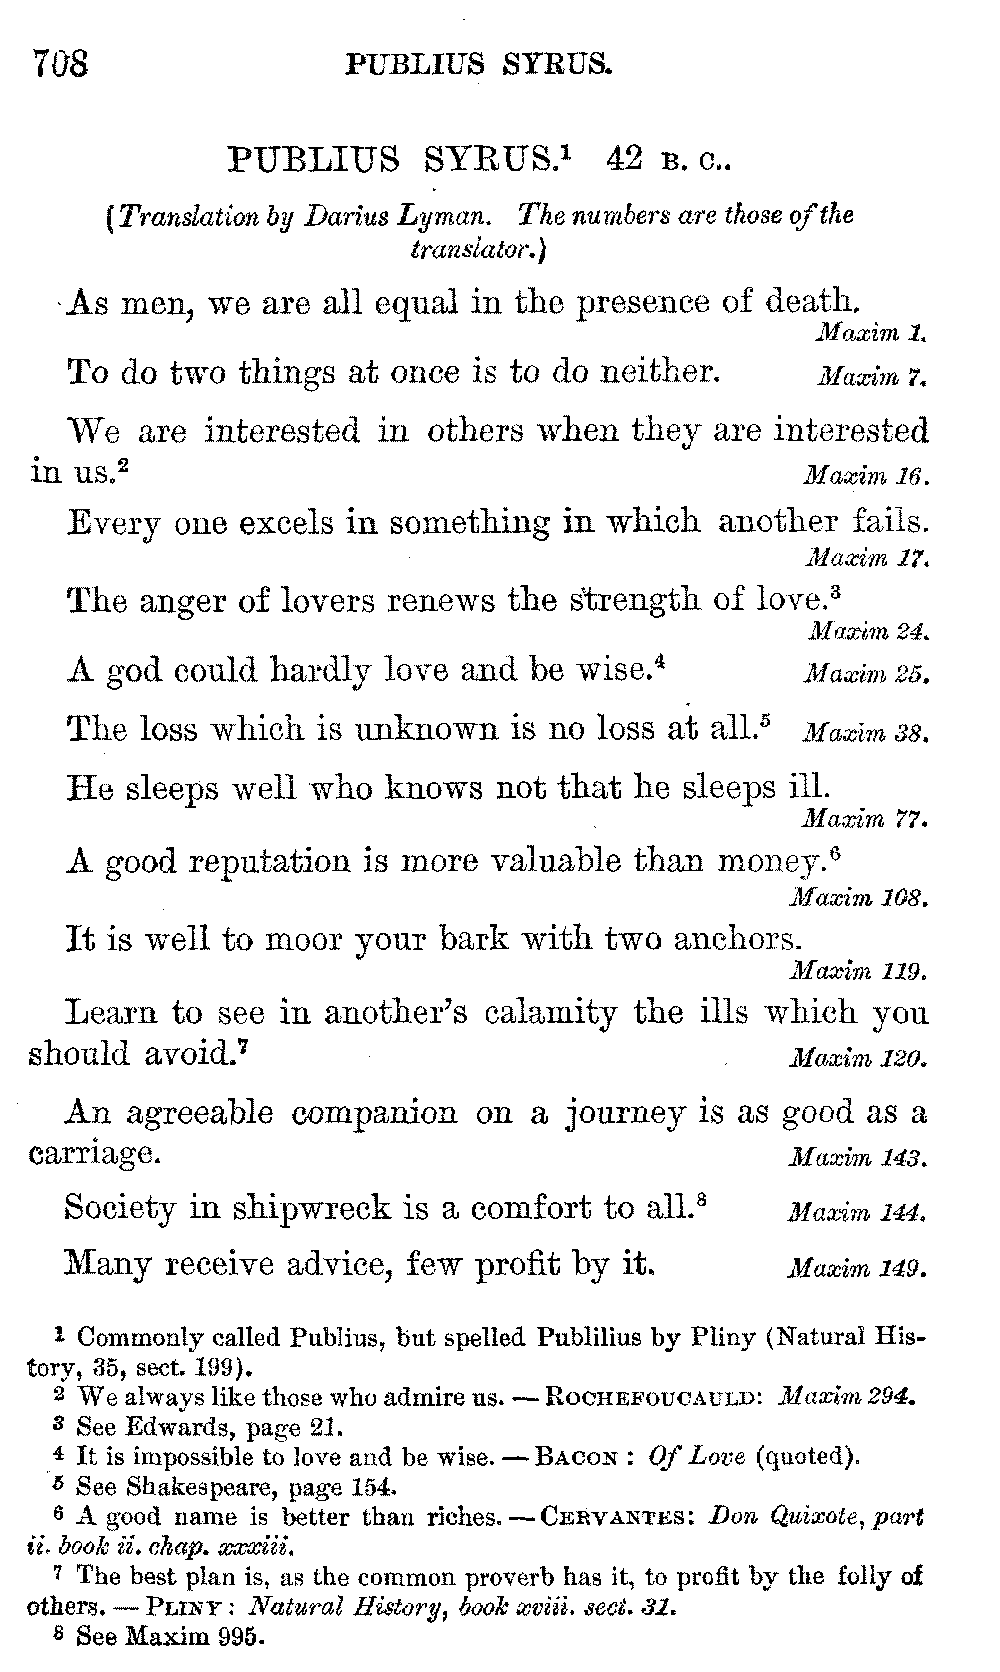 708 PUBLIUS SYRUS.
PUBLIUS SYRUS.¹ 42 B. C..
(Translation by Darius Lyman. The numbers are those of the
translator.)
As men, we are all equal in the presence of death.
Maxim 1.
To do two things at once is to do neither. Maxim 7.
We are interested in others when they are interested
in us.² Maxim 16.
Every one excels in something in which another fails.
Maxim 17.
The anger of lovers renews the strength of love.³
Maxim 24.
A god could hardly love and be wise.⁴ Maxim 25.
The loss which is unknown is no loss at all.⁵ Maxim 38.
He sleeps well who knows not that he sleeps ill.
Maxim 77.
A good reputation is more valuable than money.⁶
Maxim 108.
It is well to moor your bark with two anchors.
Maxim 119.
Learn to see in another's calamity the ills which you
should avoid.⁷ Maxim 120.
An agreeable companion on a journey is as good as a
carriage. Maxim 143.
Society in shipwreck is a comfort to all.⁸ Maxim 144.
Many receive advice, few profit by it. Maxim 149.
1 Commonly called Publius, but spelled Publilius by Pliny (Natural His-
tory, 35, sect. 199).
2 We always like those who admire us. — ROCHEFOUCAULD: Maxim 294.
3 See Edwards, page 21.
4 It is impossible to love and be wise. — BACON : Of Love (quoted).
5 See Shakespeare, page 154.
6 A good name is better than riches. — CERVANTES: Don Quixote, part
ii. book ii. chap. xxxiii.
7 The best plan is, as the common proverb has it, to profit by the folly of
others. — PLINY : Natural History, book xviii. sect. 31.
8 See Maxim 995.